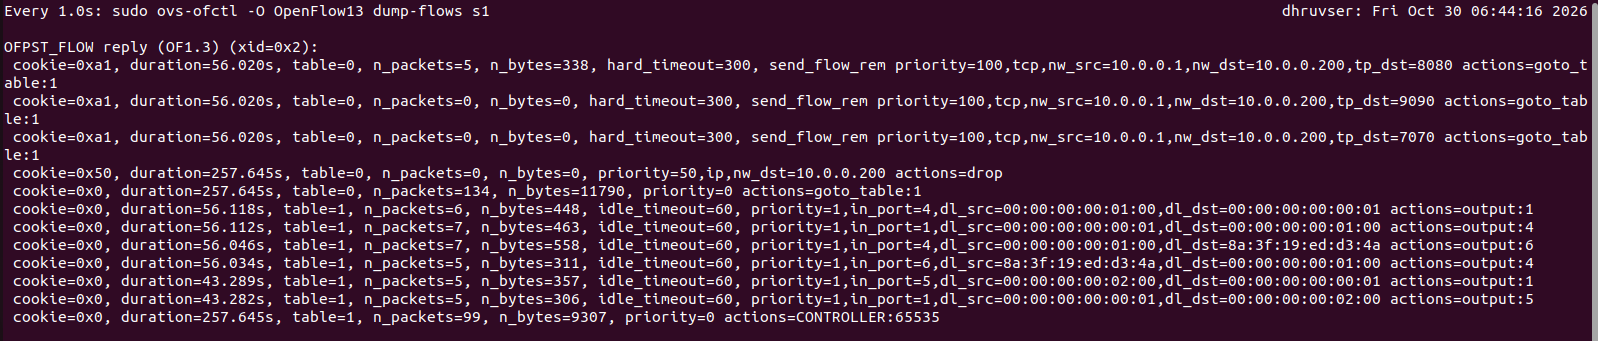 Every 1.0s: sudo ovs-ofctl -O OpenFlow13 dump-flows s1 dhruvser: Fri Oct 30 06:44:16 2026
OFPST_FLOW reply (OF1.3) (xid=0x2):
cookie=0xa1, duration=56.020s, table=0, n_packets=5, n_bytes=338, hard_timeout=300, send_flow_rem priority=100,tcp,nw_src=10.0.0.1,nw_dst=10.0.0.200,tp_dst=8080 actions=goto_t
able:1
cookie=0xa1, duration=56.020s, table=0, n_packets=0, n_bytes=0, hard_timeout=300, send_flow_rem priority=100,tcp,nw_src=10.0.0.1,nw_dst=10.0.0.200,tp_dst=9090 actions=goto_tab
le:1
cookie=0xa1, duration=56.020s, table=0, n_packets=0, n_bytes=0, hard_timeout=300, send_flow_rem priority=100,tcp,nw_src=10.0.0.1,nw_dst=10.0.0.200,tp_dst=7070 actions=goto_tab
le:1
cookie=0x50, duration=257.645s, table=0, n_packets=0, n_bytes=0, priority=50,ip,nw_dst=10.0.0.200 actions=drop
cookie=0x0, duration=257.645s, table=0, n_packets=134, n_bytes=11790, priority=0 actions=goto_table:1
cookie=0x0, duration=56.118s, table=1, n_packets=6, n_bytes=448, idle_timeout=60, priority=1,in_port=4,dl_src=00:00:00:00:01:00,dl_dst=00:00:00:00:00:01 actions=output:1
cookie=0x0, duration=56.112s, table=1, n_packets=7, n_bytes=463, idle_timeout=60, priority=1,in_port=1,dl_src=00:00:00:00:00:01,dl_dst=00:00:00:00:01:00 actions=output:4
cookie=0x0, duration=56.046s, table=1, n_packets=7, n_bytes=558, idle_timeout=60, priority=1,in_port=4,dl_src=00:00:00:00:01:00,dl_dst=8a:3f:19:ed:d3:4a actions=output:6
cookie=0x0, duration=56.034s, table=1, n_packets=5, n_bytes=311, idle_timeout=60, priority=1,in_port=6,dl_src=8a:3f:19:ed:d3:4a,dl_dst=00:00:00:00:01:00 actions=output:4
cookie=0x0, duration=43.289s, table=1, n_packets=5, n_bytes=357, idle_timeout=60, priority=1,in_port=5,dl_src=00:00:00:00:02:00,dl_dst=00:00:00:00:00:01 actions=output:1
cookie=0x0, duration=43.282s, table=1, n_packets=5, n_bytes=306, idle_timeout=60, priority=1,in_port=1,dl_src=00:00:00:00:00:01,dl_dst=00:00:00:00:02:00 actions=output:5
cookie=0x0, duration=257.645s, table=1, n_packets=99, n_bytes=9307, priority=0 actions=CONTROLLER:65535